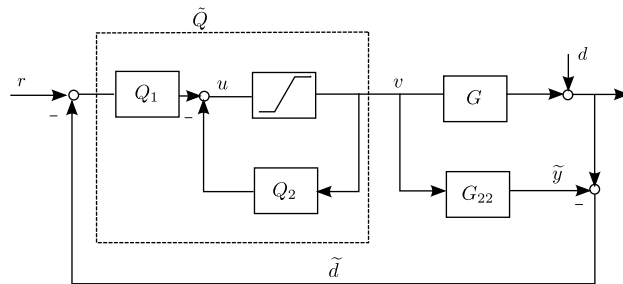 Q̃
r
−
Q₁
−
u
v
G
d
Q₂
G₂₂
ỹ
−
d̃